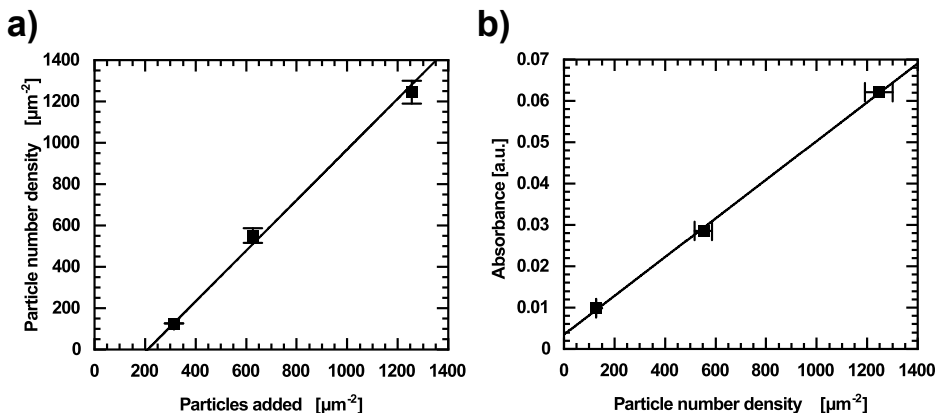 a)
1400
1200
1000
800
600
400
200
0
Particle number density [µm⁻²]
0 200 400 600 800 1000 1200 1400
Particles added [µm⁻²]
b)
0.07
0.06
0.05
0.04
0.03
0.02
0.01
0
Absorbance [a.u.]
0 200 400 600 800 1000 1200 1400
Particle number density [µm⁻²]